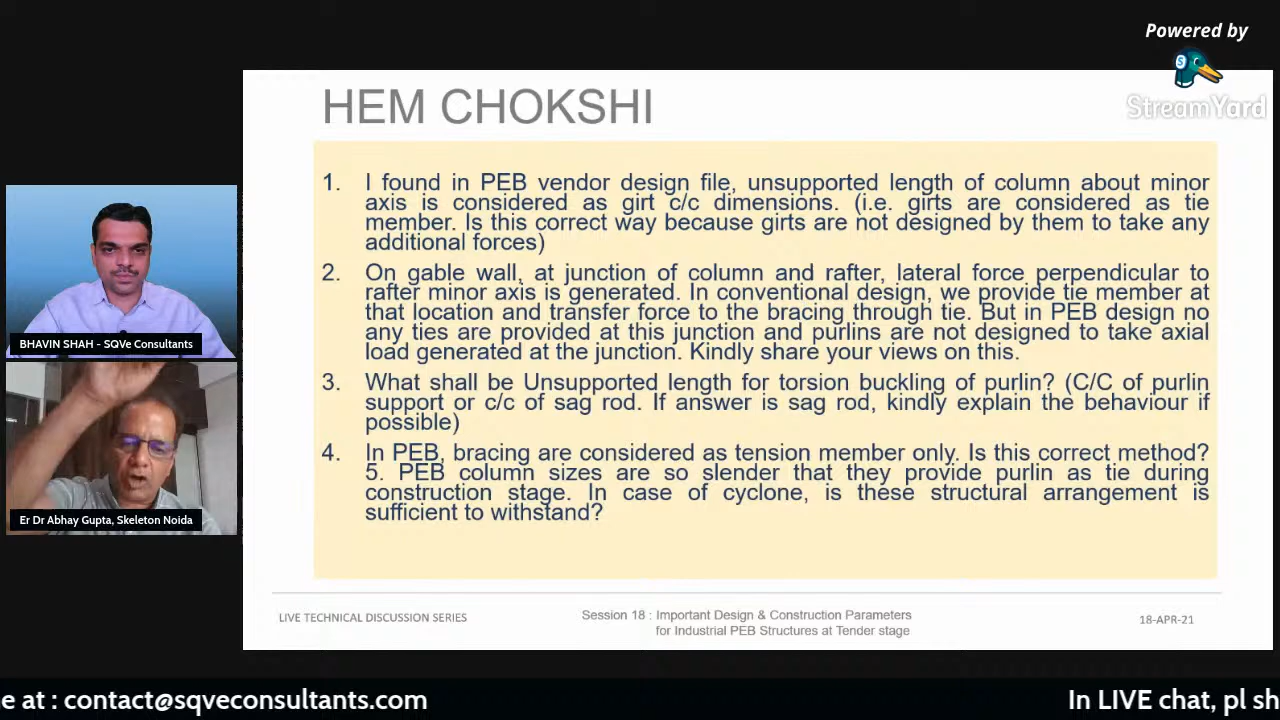 Powered by
StreamYard
HEM CHOKSHI
1. I found in PEB vendor design file, unsupported length of column about minor
axis is considered as girt c/c dimensions. (i.e. girts are considered as tie
member. Is this correct way because girts are not designed by them to take any
additional forces)
2. On gable wall, at junction of column and rafter, lateral force perpendicular to
rafter minor axis is generated. In conventional design, we provide tie member at
that location and transfer force to the bracing through tie. But in PEB design no
any ties are provided at this junction and purlins are not designed to take axial
load generated at the junction. Kindly share your views on this.
3. What shall be Unsupported length for torsion buckling of purlin? (C/C of purlin
support or c/c of sag rod. If answer is sag rod, kindly explain the behaviour if
possible)
4. In PEB, bracing are considered as tension member only. Is this correct method?
5. PEB column sizes are so slender that they provide purlin as tie during
construction stage. In case of cyclone, is these structural arrangement is
sufficient to withstand?
BHAVIN SHAH - SQVe Consultants
Er Dr Abhay Gupta, Skeleton Noida
LIVE TECHNICAL DISCUSSION SERIES
Session 18 : Important Design & Construction Parameters
for Industrial PEB Structures at Tender stage
18-APR-21
e at : contact@sqveconsultants.com
In LIVE chat, pl sh